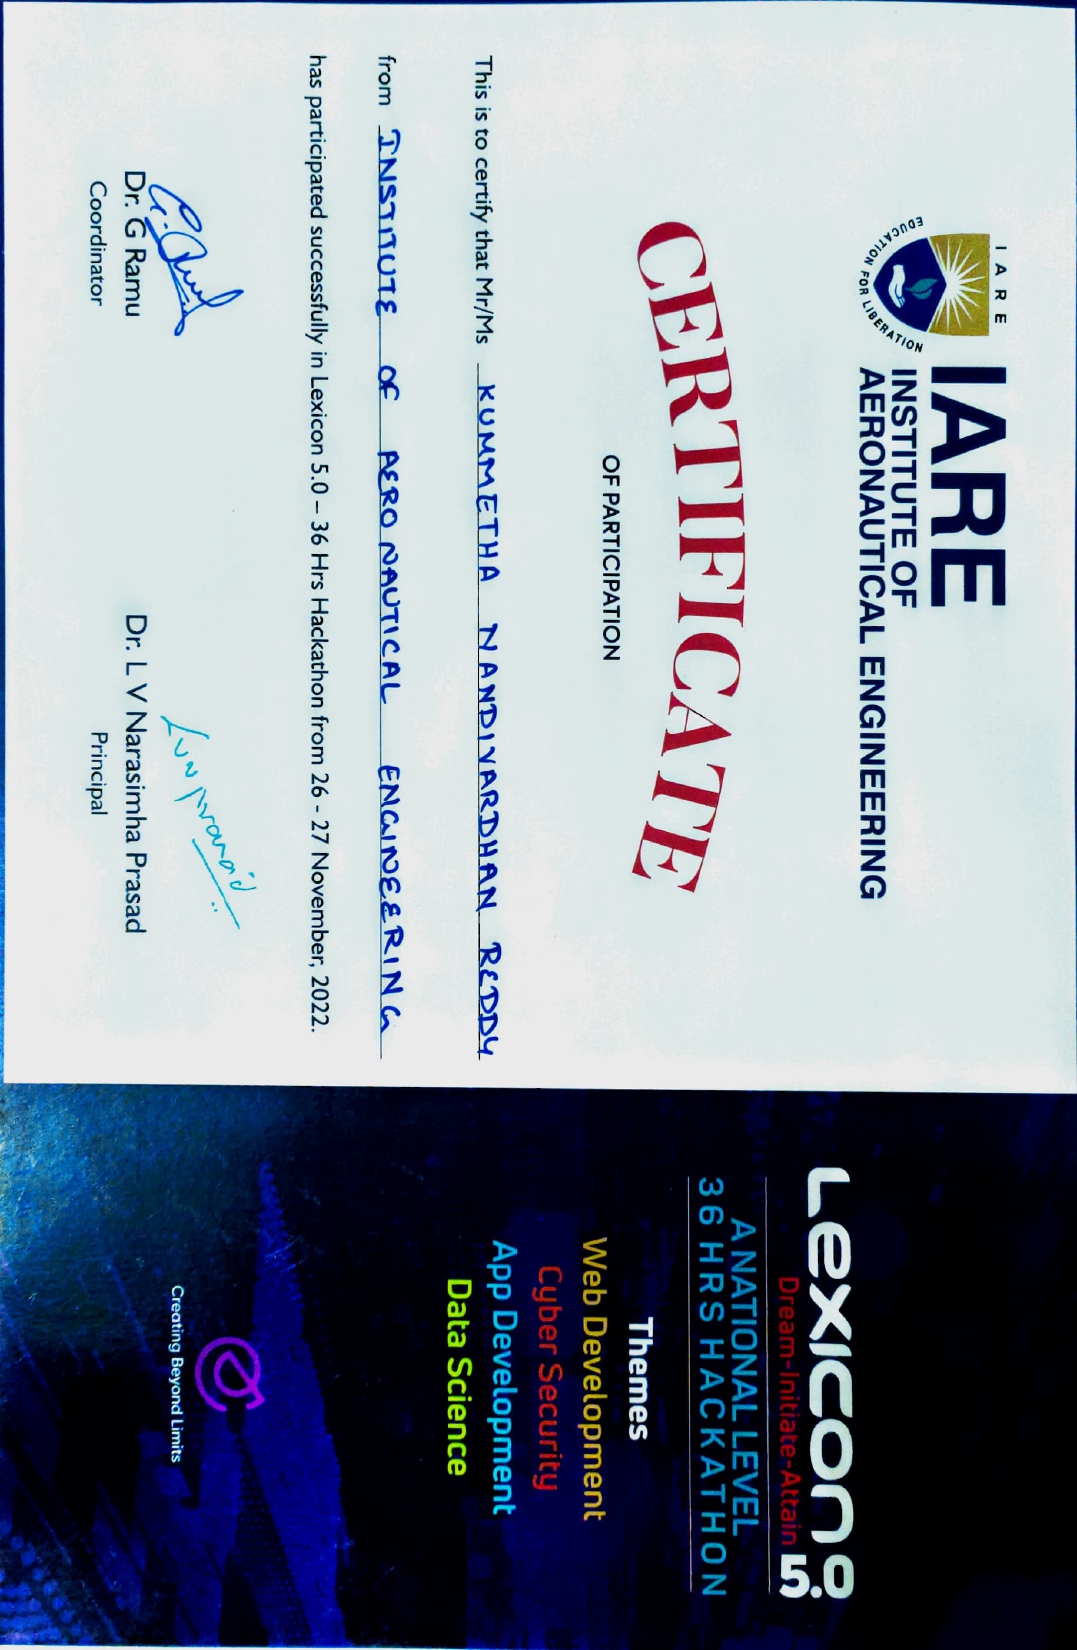 IARE
EDUCATION FOR LIBERATION
IARE
INSTITUTE OF
AERONAUTICAL ENGINEERING
CERTIFICATE
OF PARTICIPATION
This is to certify that Mr/Ms KUMMETHA NANDIVARDHAN REDDY
from INSTITUTE OF AERONAUTICAL ENGINEERING
has participated successfully in Lexicon 5.0 – 36 Hrs Hackathon from 26 - 27 November, 2022.
G. Ramu
Dr. G Ramu
Coordinator
Dr. L V Narasimha Prasad
Principal
Lexicon 5.0
Dream-Initiate-Attain
A NATIONAL LEVEL
36 HRS HACKATHON
Themes
Web Development
Cyber Security
App Development
Data Science
Creating Beyond Limits